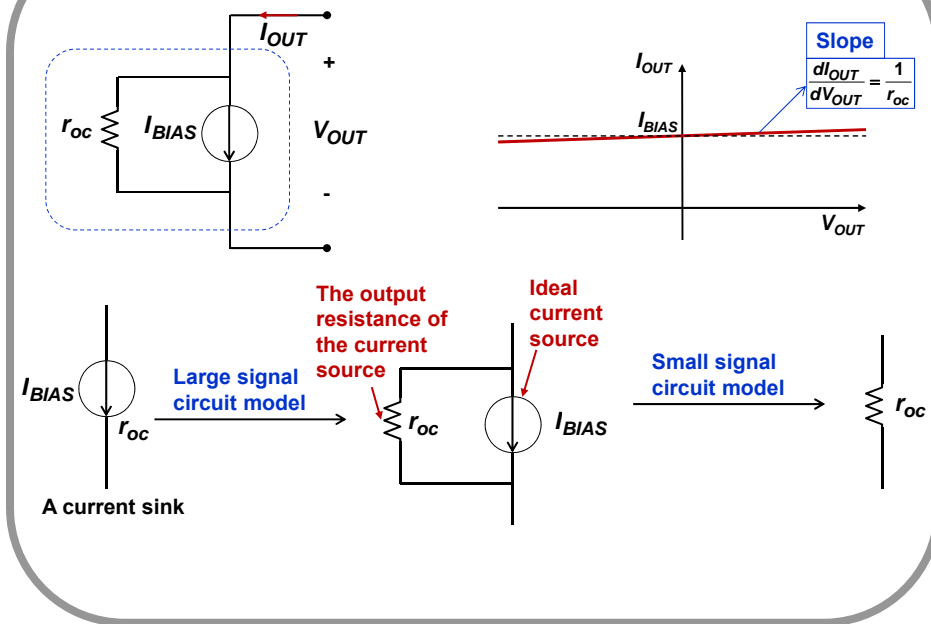 I_OUT
+
r_oc
I_BIAS
V_OUT
-
Slope
dI_OUT/dV_OUT = 1/r_oc
I_OUT
I_BIAS
V_OUT
I_BIAS
r_oc
A current sink
Large signal
circuit model
The output
resistance of
the current
source
r_oc
Ideal
current
source
I_BIAS
Small signal
circuit model
r_oc